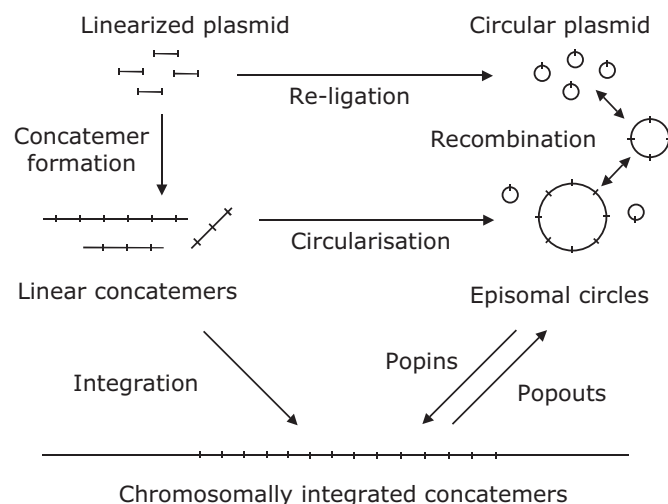 Linearized plasmid
Circular plasmid
Re-ligation
Concatemer
formation
Recombination
Circularisation
Linear concatemers
Episomal circles
Integration
Popins
Popouts
Chromosomally integrated concatemers